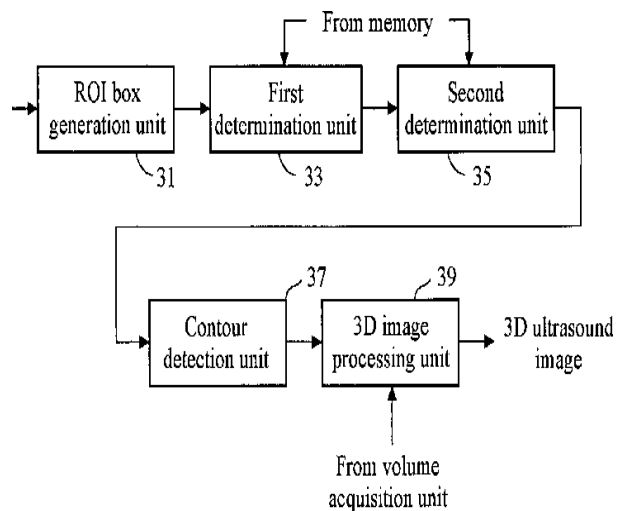 From memory
ROI box
generation unit
First
determination unit
Second
determination unit
31
33
35
37
39
Contour
detection unit
3D image
processing unit
3D ultrasound
image
From volume
acquisition unit